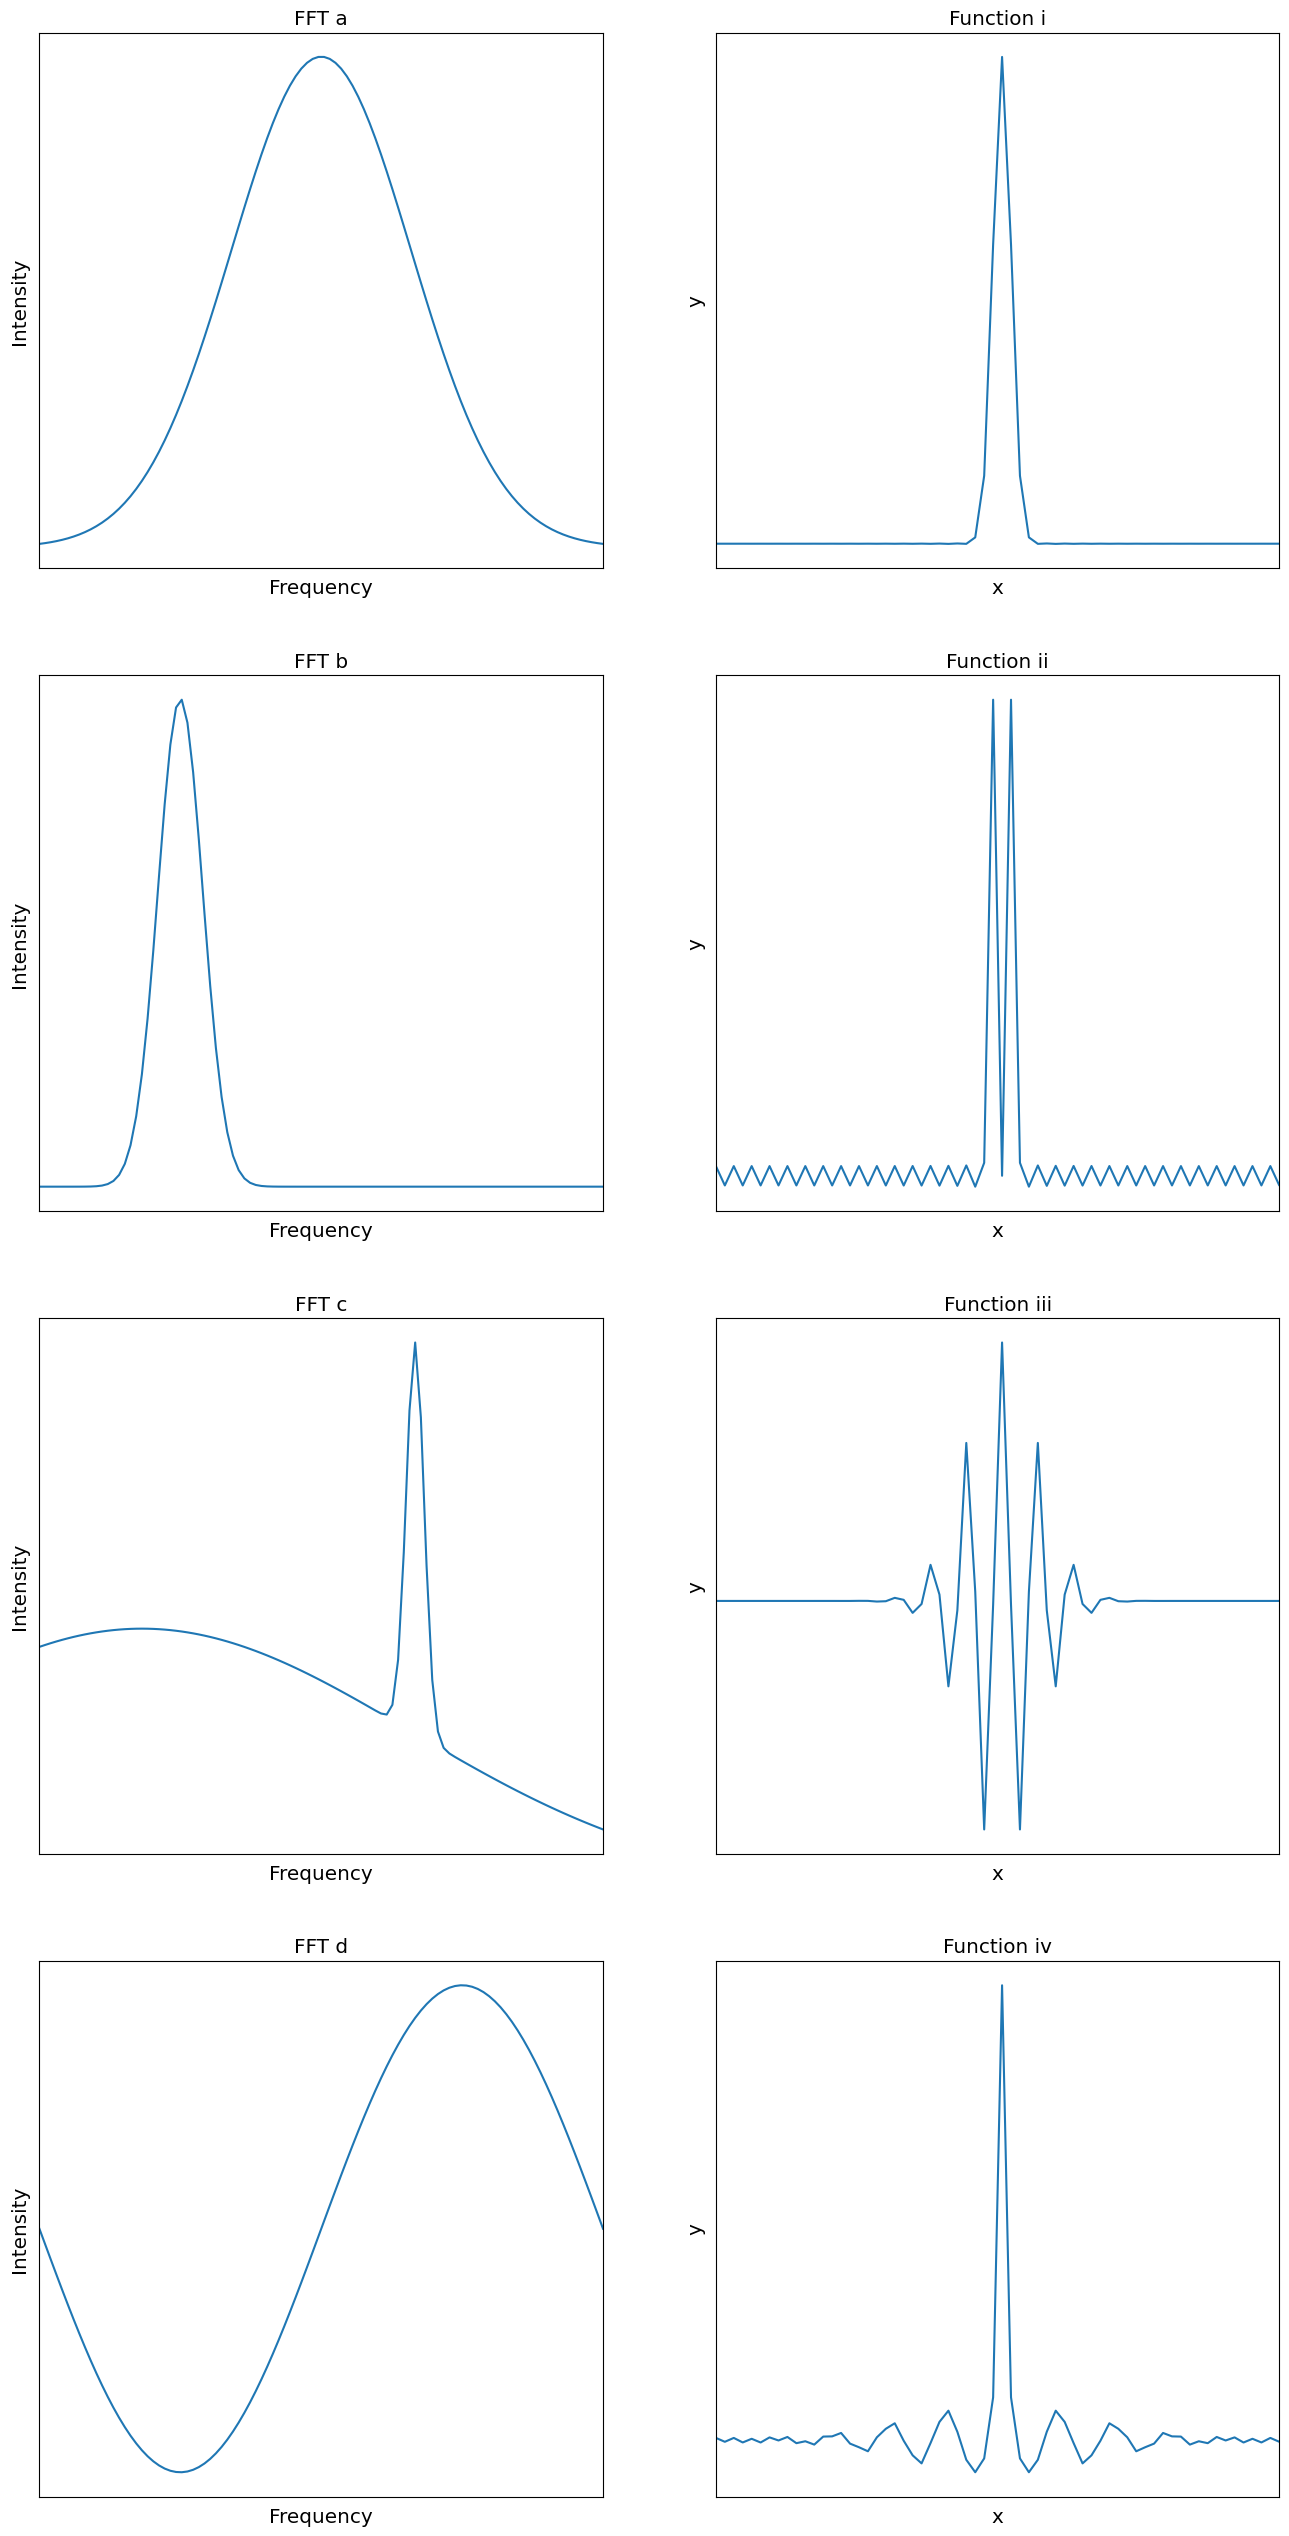 FFT a
Function i
Intensity
y
Frequency
x
FFT b
Function ii
Intensity
y
Frequency
x
FFT c
Function iii
Intensity
y
Frequency
x
FFT d
Function iv
Intensity
y
Frequency
x